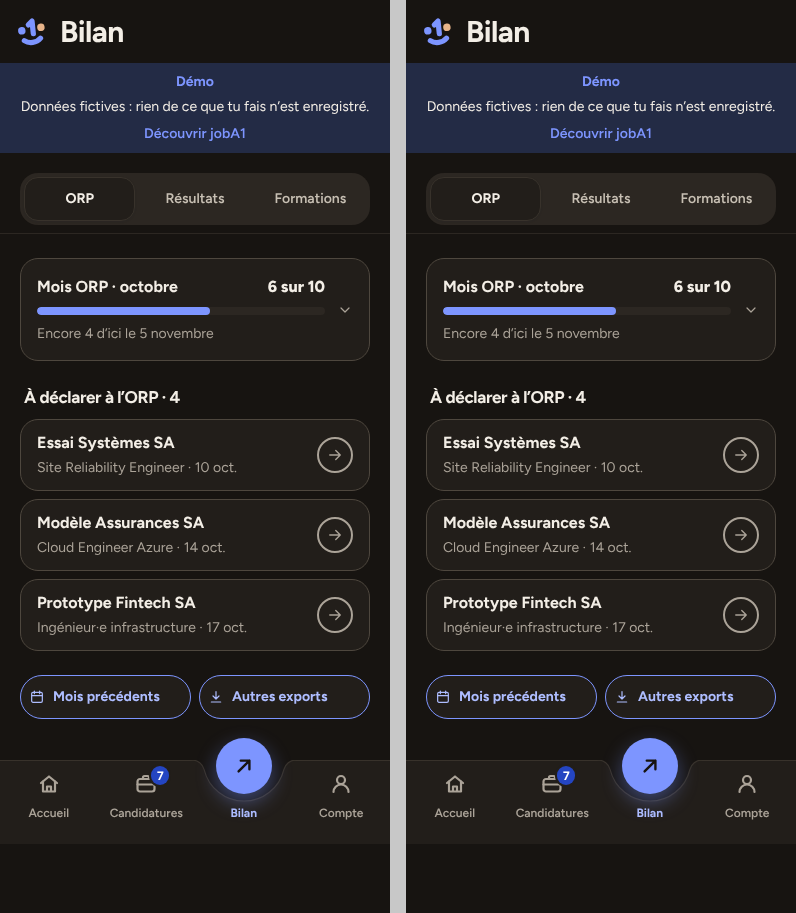 Bilan
Démo
Données fictives : rien de ce que tu fais n’est enregistré.
Découvrir jobA1
ORP
Résultats
Formations
Mois ORP · octobre
6 sur 10
Encore 4 d’ici le 5 novembre
À déclarer à l’ORP · 4
Essai Systèmes SA
Site Reliability Engineer · 10 oct.
Modèle Assurances SA
Cloud Engineer Azure · 14 oct.
Prototype Fintech SA
Ingénieur·e infrastructure · 17 oct.
Mois précédents
Autres exports
7
Accueil
Candidatures
Bilan
Compte
Bilan
Démo
Données fictives : rien de ce que tu fais n’est enregistré.
Découvrir jobA1
ORP
Résultats
Formations
Mois ORP · octobre
6 sur 10
Encore 4 d’ici le 5 novembre
À déclarer à l’ORP · 4
Essai Systèmes SA
Site Reliability Engineer · 10 oct.
Modèle Assurances SA
Cloud Engineer Azure · 14 oct.
Prototype Fintech SA
Ingénieur·e infrastructure · 17 oct.
Mois précédents
Autres exports
7
Accueil
Candidatures
Bilan
Compte